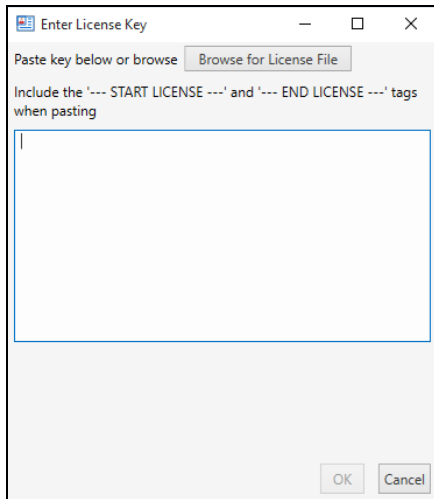 Enter License Key
Paste key below or browse Browse for License File
Include the '--- START LICENSE ---' and '--- END LICENSE ---' tags
when pasting
OK Cancel